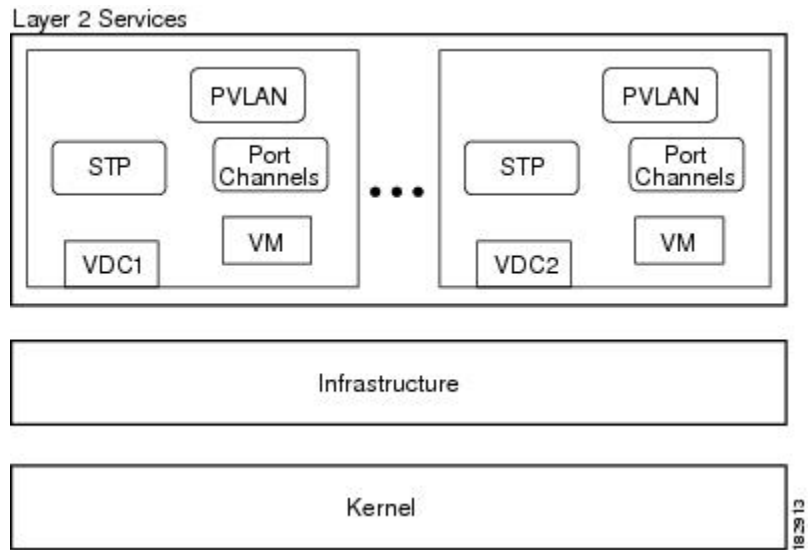 Layer 2 Services
PVLAN
STP
Port
Channels
VM
VDC1
PVLAN
STP
Port
Channels
VM
VDC2
Infrastructure
Kernel
182913